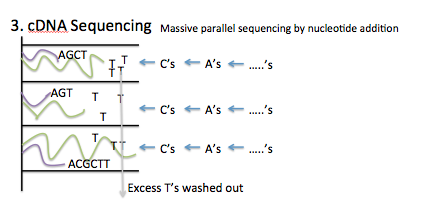 3. cDNA Sequencing Massive parallel sequencing by nucleotide addition
AGCT T T T T C's A's .....'s
AGT T T T C's A's .....'s
T T T C's A's .....'s
ACGCTT
Excess T's washed out